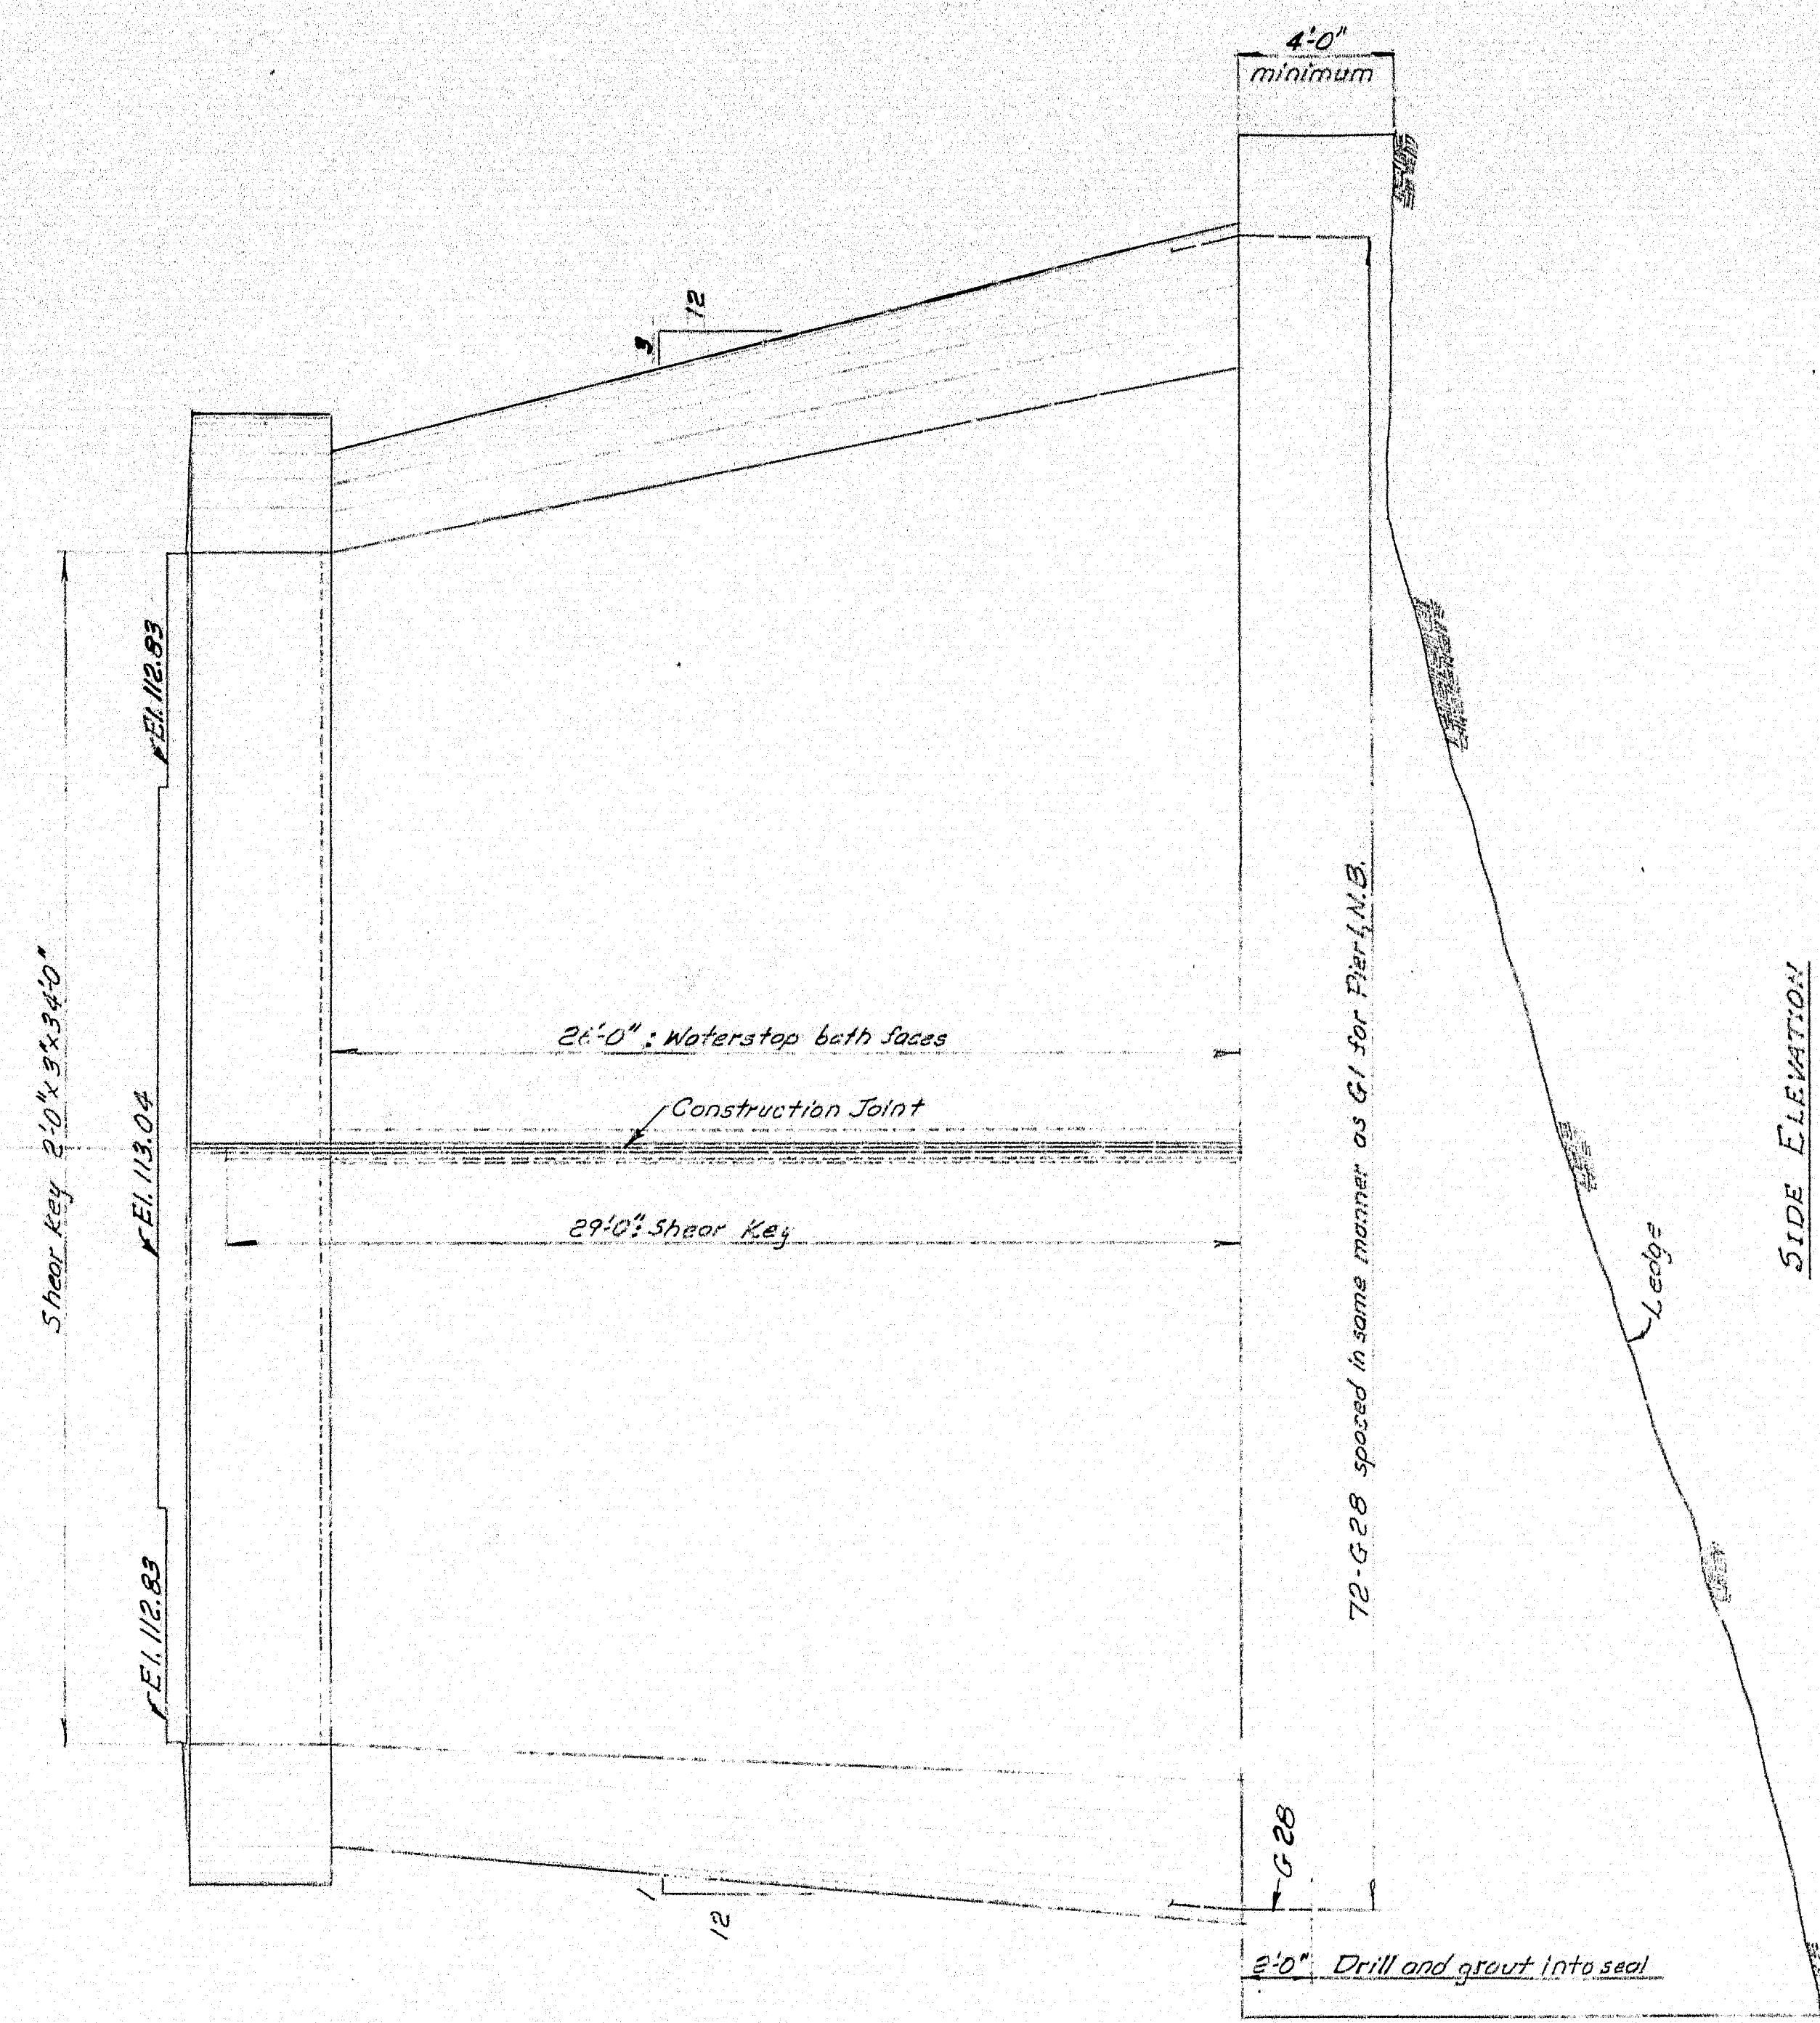 4'-0"
minimum
12
3
El. 112.83
Shear Key 2'-0" x 3" x 34'-0"
El. 113.04
El. 112.83
26'-0" : Waterstop both faces
Construction Joint
29'-0" : Shear Key
72-G28 spaced in same manner as G1 for Pier 1, N.B.
Ledge
SIDE ELEVATION
1
12
G28
2'-0" Drill and grout into seal